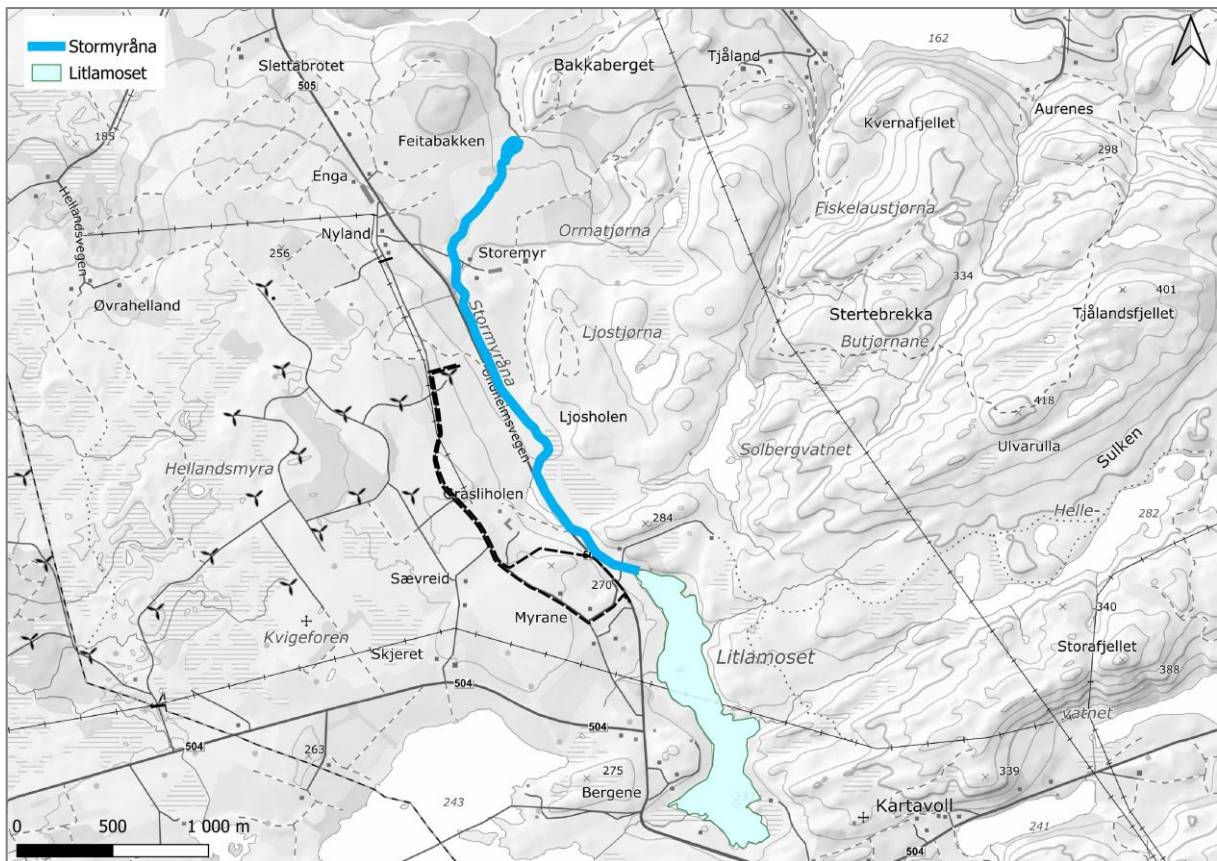 Stormyråna
Litlamoset
162
Tjåland
Slettabrotet
Bakkaberget
505
Aurenes
Kvernafjellet
185
Feitabakken
298
Enga
Hellandsvegen
Fiskelaustjørna
Nyland
Ormatjørna
Storemyr
256
334
Øvrahelland
401
Stertebrekka
Tjålandsfjellet
Stormyråna
Ljostjørna
Butjørnane
418
Ljosholen
Ulvarulla
Sulken
Solbergvatnet
Hellandsmyra
Gråsliholen
Helle-
284
282
Sævreid
270
340
Myrane
Kvigeforen
Storafjellet
Skjeret
Litlamoset
388
504
vatnet
504
504
263
275
339
Bergene
243
Kartavoll
241
504
0 500 1 000 m